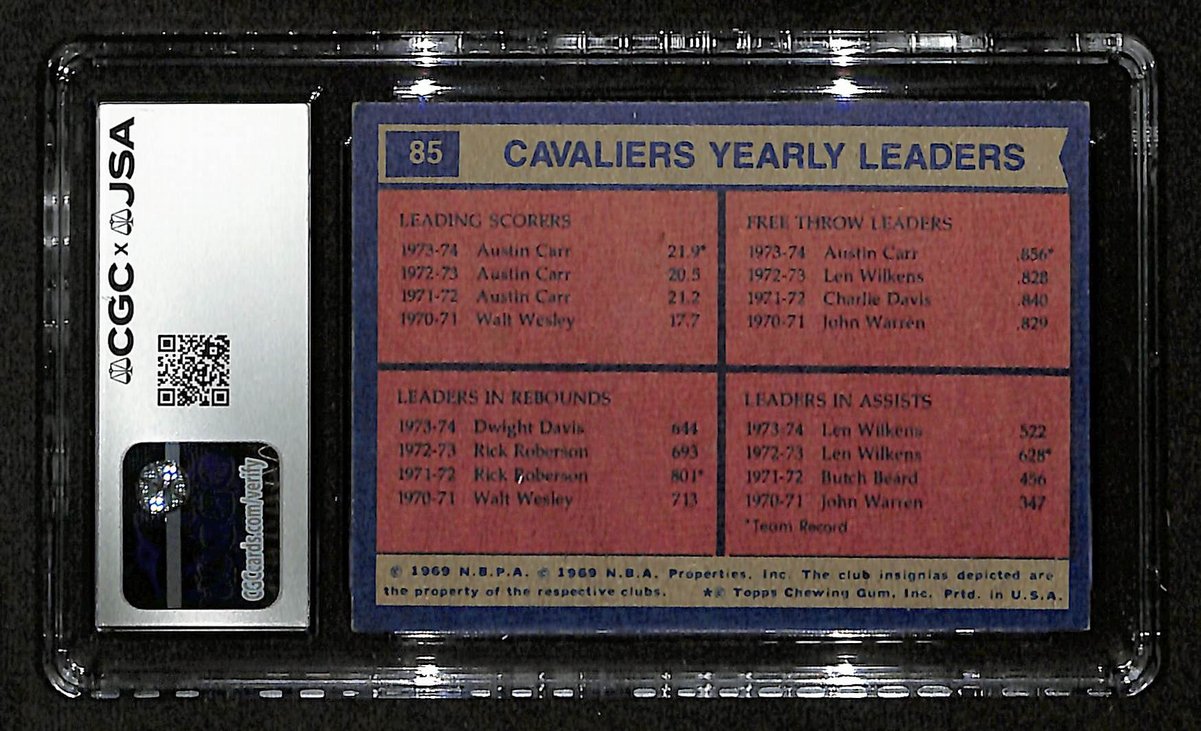 CGC x JSA
CGCcards.com/verify
85 CAVALIERS YEARLY LEADERS
LEADING SCORERS
1973-74 Austin Carr 21.9*
1972-73 Austin Carr 20.5
1971-72 Austin Carr 21.2
1970-71 Walt Wesley 17.7
FREE THROW LEADERS
1973-74 Austin Carr .856*
1972-73 Len Wilkens .828
1971-72 Charlie Davis .840
1970-71 John Warren .829
LEADERS IN REBOUNDS
1973-74 Dwight Davis 644
1972-73 Rick Roberson 693
1971-72 Rick Roberson 801*
1970-71 Walt Wesley 713
LEADERS IN ASSISTS
1973-74 Len Wilkens 522
1972-73 Len Wilkens 628*
1971-72 Butch Beard 456
1970-71 John Warren 347
*Team Record
© 1969 N.B.P.A. © 1969 N.B.A. Properties, Inc. The club insignias depicted are
the property of the respective clubs. ★© Topps Chewing Gum, Inc. Prtd. in U.S.A.